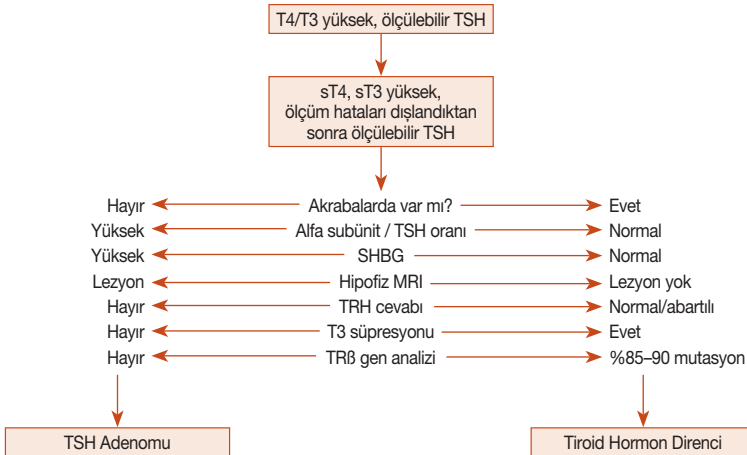 T4/T3 yüksek, ölçülebilir TSH
sT4, sT3 yüksek,
ölçüm hataları dışlandıktan
sonra ölçülebilir TSH
Hayır Akrabalarda var mı? Evet
Yüksek Alfa subünit / TSH oranı Normal
Yüksek SHBG Normal
Lezyon Hipofiz MRI Lezyon yok
Hayır TRH cevabı Normal/abartılı
Hayır T3 süpresyonu Evet
Hayır TRß gen analizi %85–90 mutasyon
TSH Adenomu Tiroid Hormon Direnci